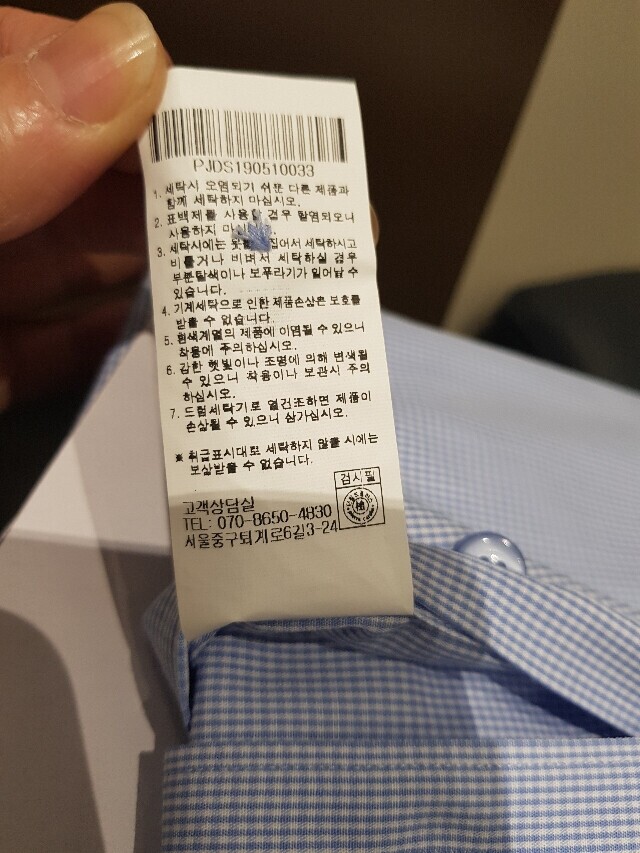 PJDS190510033
1. 세탁시 오염되기 쉬운 다른 제품과
함께 세탁하지 마십시오.
2. 표백제를 사용할 경우 탈염되오니
사용하지
3. 세탁시에는 집어서 세탁하시고
비틀거나 비벼서 세탁하실 경우
부분탈색이나 보푸라기가 일어날 수
있습니다.
4. 기계세탁으로 인한 제품손상은 보호를
받을 수 없습니다.
5. 흰색계열의 제품에 이염될 수 있으니
착용에 주의하십시오.
6. 강한 햇빛이나 조명에 의해 변색될
수 있으니 착용이나 보관시 주의
하십시오.
7. 드럼세탁기로 열건조하면 제품이
손상될 수 있으니 삼가십시오.
※ 취급표시대로 세탁하지 않을 시에는
보상받을 수 없습니다.
검사필
고객상담실
TEL: 070-8650-4830
서울중구퇴계로6길3-24